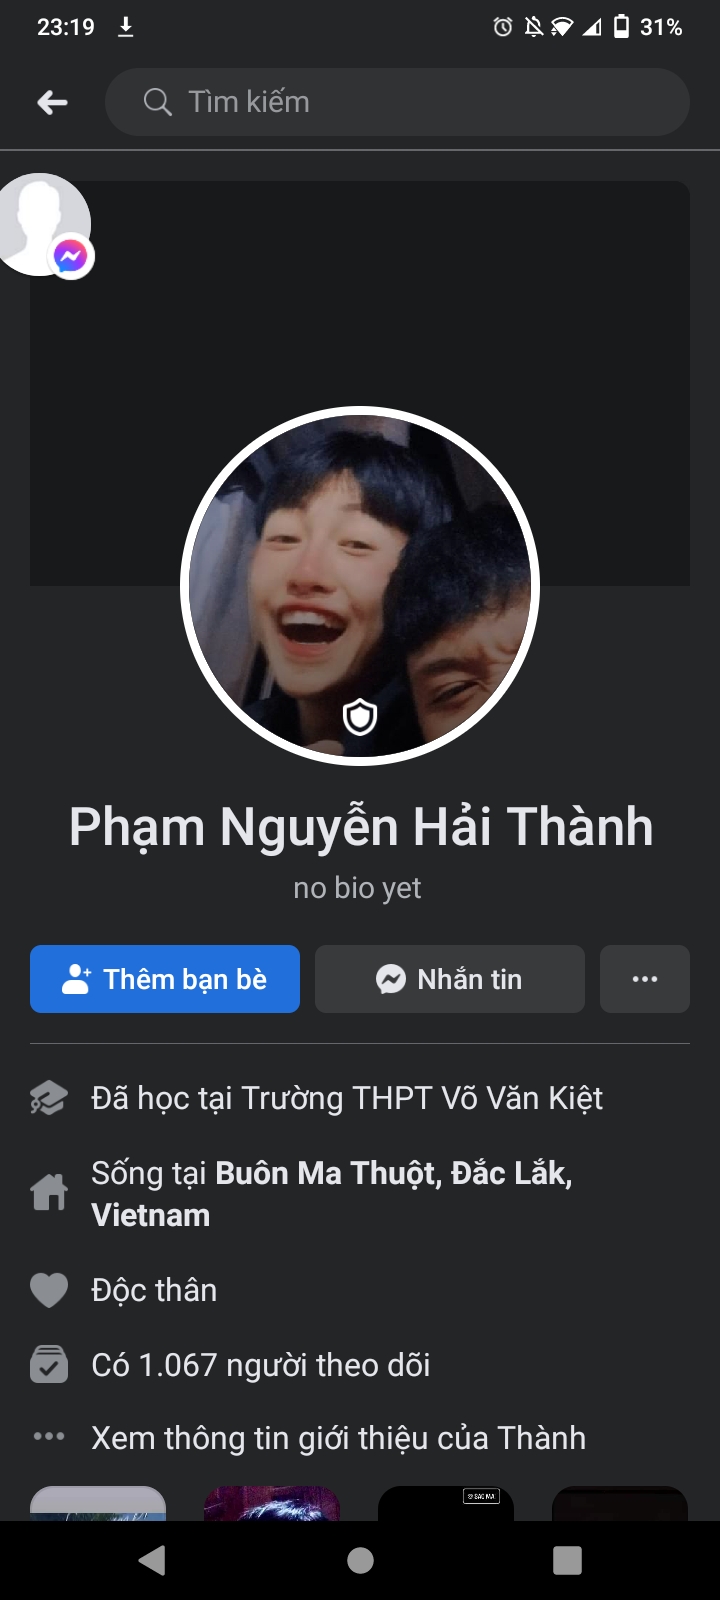 23:19
31%
Tìm kiếm
Phạm Nguyễn Hải Thành
no bio yet
Thêm bạn bè
Nhắn tin
Đã học tại Trường THPT Võ Văn Kiệt
Sống tại Buôn Ma Thuột, Đắc Lắk,
Vietnam
Độc thân
Có 1.067 người theo dõi
Xem thông tin giới thiệu của Thành